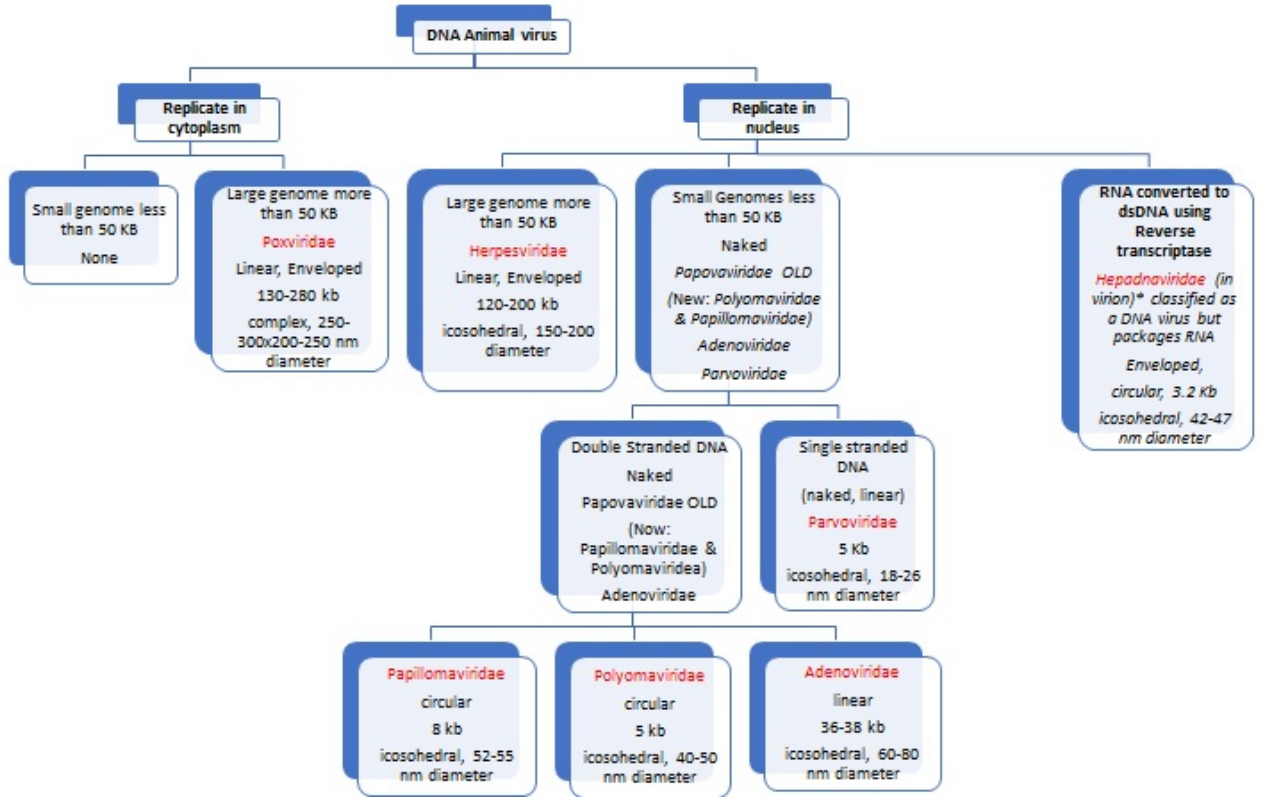 DNA Animal virus
Replicate in
cytoplasm
Replicate in
nucleus
Small genome less
than 50 KB
None
Large genome more
than 50 KB
Poxviridae
Linear, Enveloped
130-280 kb
complex, 250-
300x200-250 nm
diameter
Large genome more
than 50 KB
Herpesviridae
Linear, Enveloped
120-200 kb
icosohedral, 150-200
diameter
Small Genomes less
than 50 KB
Naked
Papovaviridae OLD
(New: Polyomaviridae
& Papillomaviridae)
Adenoviridae
Parvoviridae
RNA converted to
dsDNA using
Reverse
transcriptase
Hepadnaviridae (in
virion)* classified as
a DNA virus but
packages RNA
Enveloped,
circular, 3.2 Kb
icosohedral, 42-47
nm diameter
Double Stranded DNA
Naked
Papovaviridae OLD
(Now:
Papillomaviridae &
Polyomaviridea)
Adenoviridae
Single stranded
DNA
(naked, linear)
Parvoviridae
5 Kb
icosohedral, 18-26
nm diameter
Papillomaviridae
circular
8 kb
icosohedral, 52-55
nm diameter
Polyomaviridae
circular
5 kb
icosohedral, 40-50
nm diameter
Adenoviridae
linear
36-38 kb
icosohedral, 60-80
nm diameter